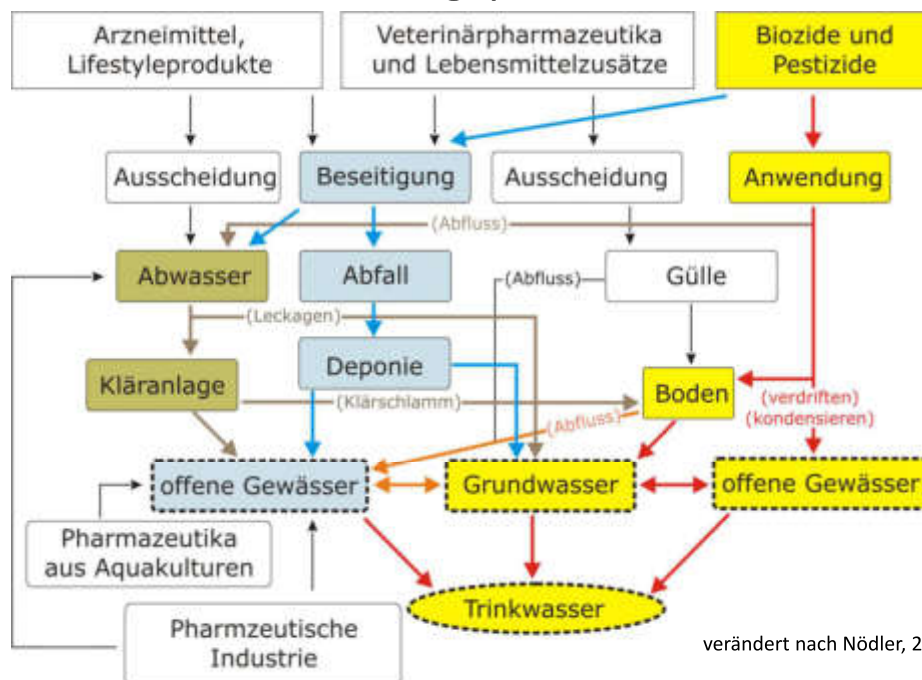 Arzneimittel,
Lifestyleprodukte
Veterinärpharmazeutika
und Lebensmittelzusätze
Biozide und
Pestizide
Ausscheidung
Beseitigung
Ausscheidung
Anwendung
(Abfluss)
Abwasser
Abfall
(Abfluss)
Gülle
(Leckagen)
Deponie
Kläranlage
(Klärschlamm)
Boden
(verdriften)
(kondensieren)
(Abfluss)
offene Gewässer
Grundwasser
offene Gewässer
Pharmazeutika
aus Aquakulturen
Trinkwasser
Pharmzeutische
Industrie
verändert nach Nödler, 2